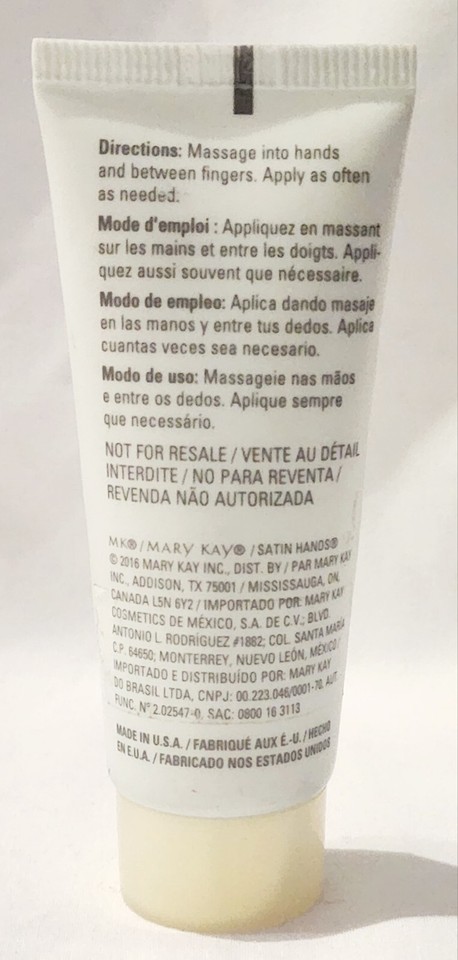 Directions: Massage into hands
and between fingers. Apply as often
as needed.
Mode d'emploi : Appliquez en massant
sur les mains et entre les doigts. Appli-
quez aussi souvent que nécessaire.
Modo de empleo: Aplica dando masaje
en las manos y entre tus dedos. Aplica
cuantas veces sea necesario.
Modo de uso: Massageie nas mãos
e entre os dedos. Aplique sempre
que necessário.
NOT FOR RESALE / VENTE AU DÉTAIL
INTERDITE / NO PARA REVENTA /
REVENDA NÃO AUTORIZADA
MK® / MARY KAY® / SATIN HANDS®
© 2016 MARY KAY INC., DIST. BY / PAR MARY KAY
INC., ADDISON, TX 75001 / MISSISSAUGA, ON,
CANADA L5N 6Y2 / IMPORTADO POR: MARY KAY
COSMETICS DE MÉXICO, S.A. DE C.V.; BLVD.
ANTONIO L. RODRÍGUEZ #1882; COL. SANTA MARÍA
C.P. 64650; MONTERREY, NUEVO LEÓN, MÉXICO /
IMPORTADO E DISTRIBUÍDO POR: MARY KAY
DO BRASIL LTDA, CNPJ: 00.223.046/0001-70, AUT.
FUNC. Nº 2.02547-0, SAC: 0800 16 3113
MADE IN U.S.A. / FABRIQUÉ AUX É.-U. / HECHO
EN E.U.A. / FABRICADO NOS ESTADOS UNIDOS